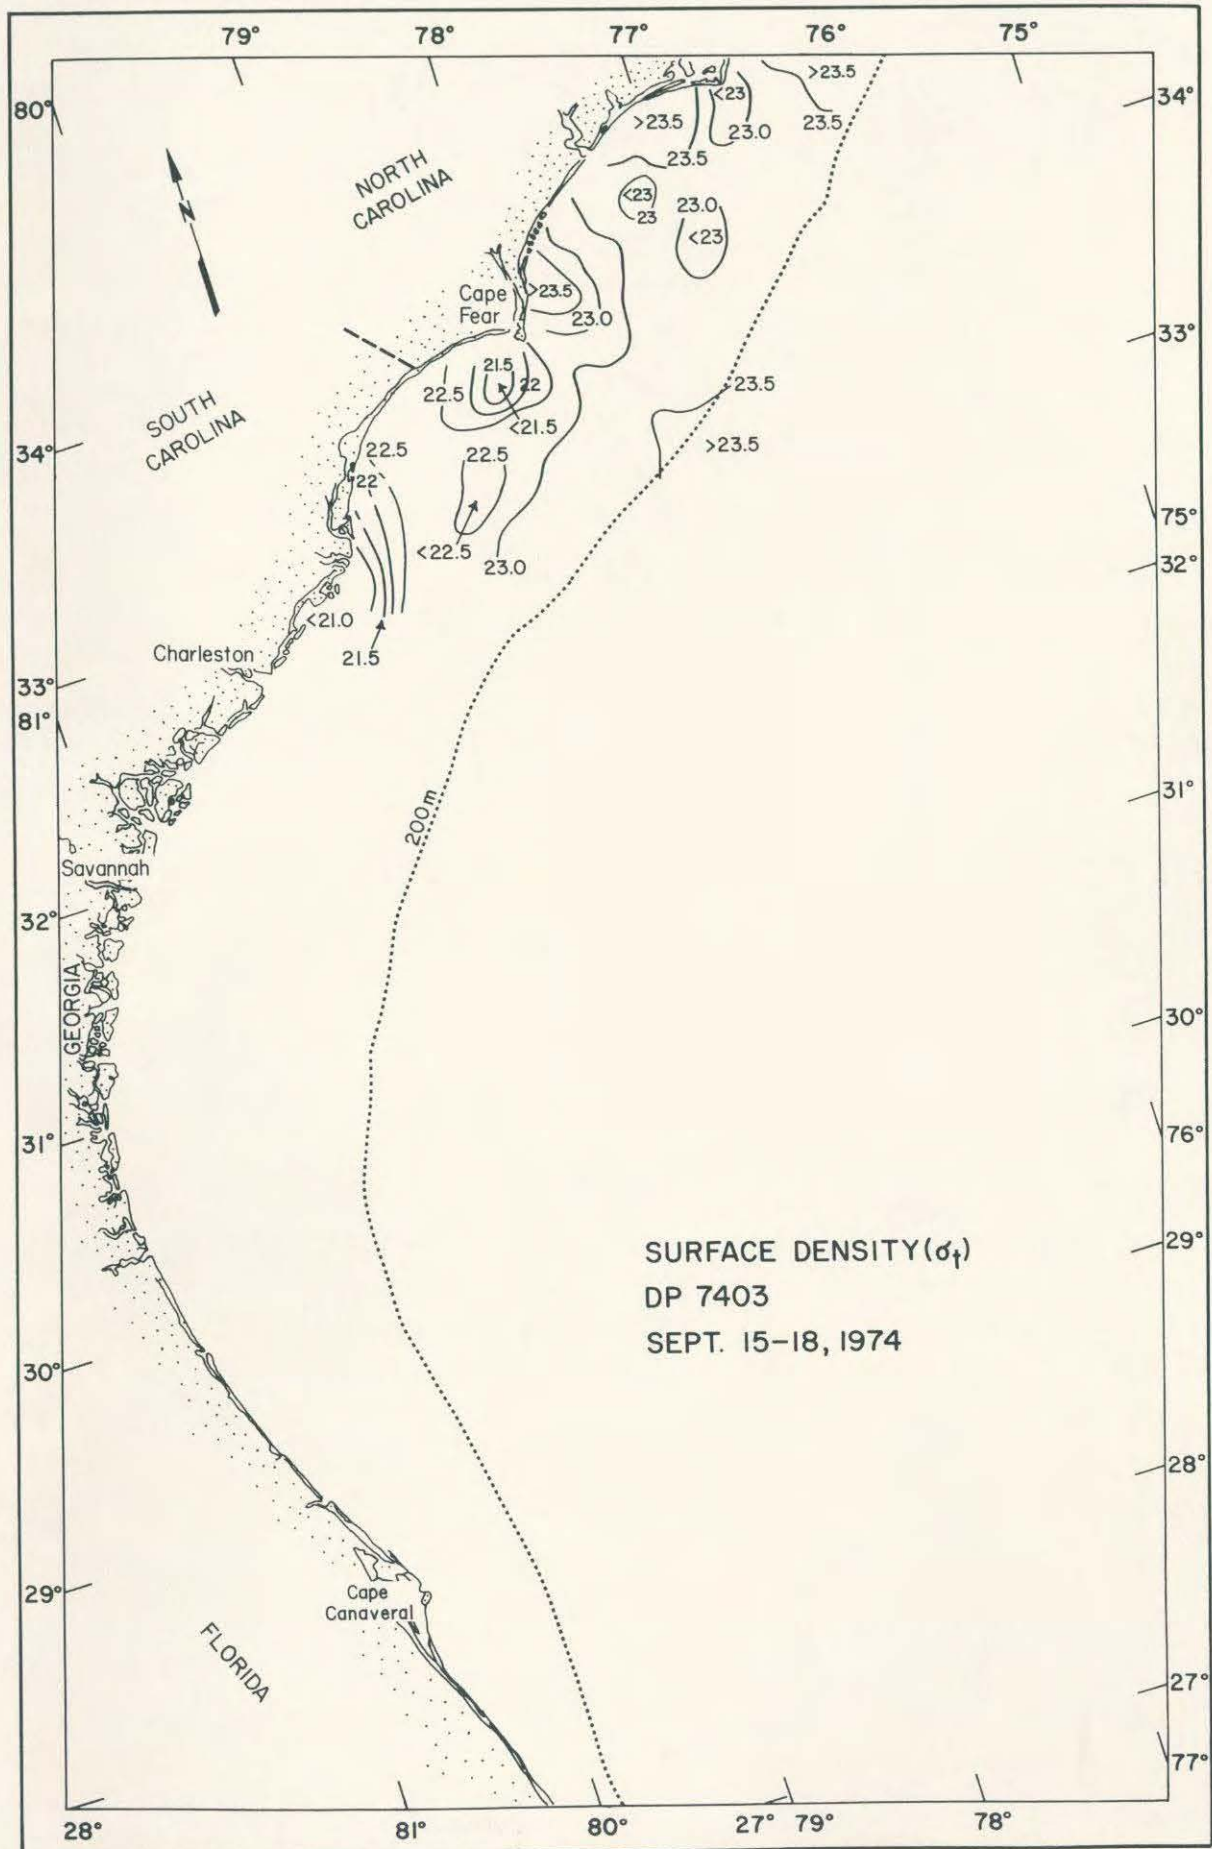 79° 78° 77° 76° 75°
80°
34°
>23.5
<23
>23.5
23.0
23.5
23.5
NORTH
CAROLINA
N
<23
23
23.0
<23
Cape
Fear
>23.5
23.0
33°
21.5
22.5
22
<21.5
23.5
>23.5
SOUTH
CAROLINA
34°
22.5
22
22.5
<22.5
23.0
75°
32°
<21.0
21.5
Charleston
33°
81°
31°
200m
Savannah
32°
GEORGIA
30°
31°
76°
SURFACE DENSITY (σt)
DP 7403
SEPT. 15-18, 1974
29°
30°
28°
29°
Cape
Canaveral
FLORIDA
27°
77°
28° 81° 80° 27° 79° 78°